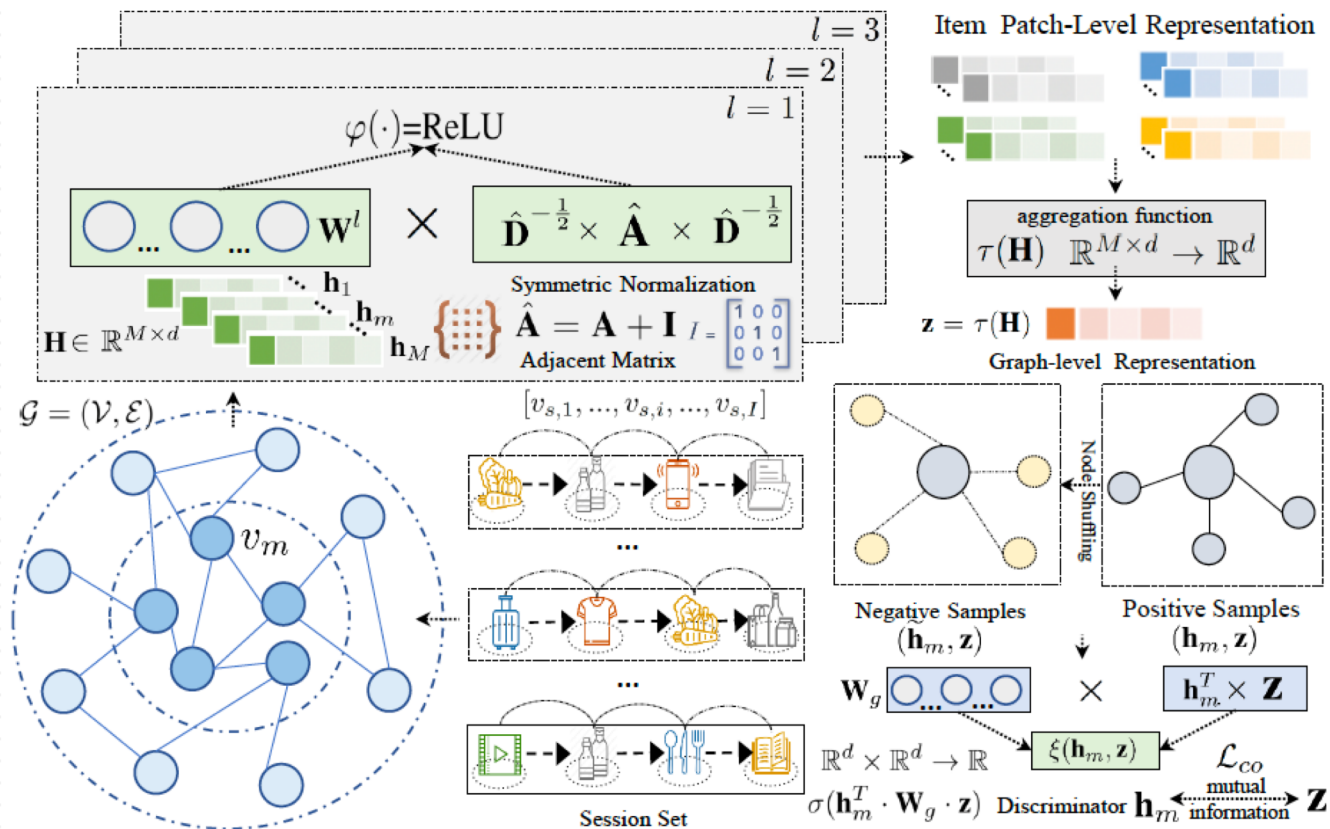 l = 3
l = 2
l = 1
φ(·)=ReLU
W^l
×
D̂^{-1/2} × Â × D̂^{-1/2}
Symmetric Normalization
h_1
h_m
h_M
H ∈ ℝ^{M×d}
Â = A + I
I =
1 0 0
0 1 0
0 0 1
Adjacent Matrix
Item Patch-Level Representation
aggregation function
τ(H) ℝ^{M×d} → ℝ^d
z = τ(H)
Graph-level Representation
𝒢 = (𝒱, ℰ)
v_m
[v_{s,1}, ..., v_{s,i}, ..., v_{s,I}]
...
...
Session Set
Node Shuffling
Negative Samples
(h̃_m, z)
Positive Samples
(h_m, z)
W_g
... ...
×
h_m^T × Z
ξ(h_m, z)
ℝ^d × ℝ^d → ℝ
σ(h_m^T · W_g · z)
Discriminator
ℒ_{co}
h_m
mutual
information
Z